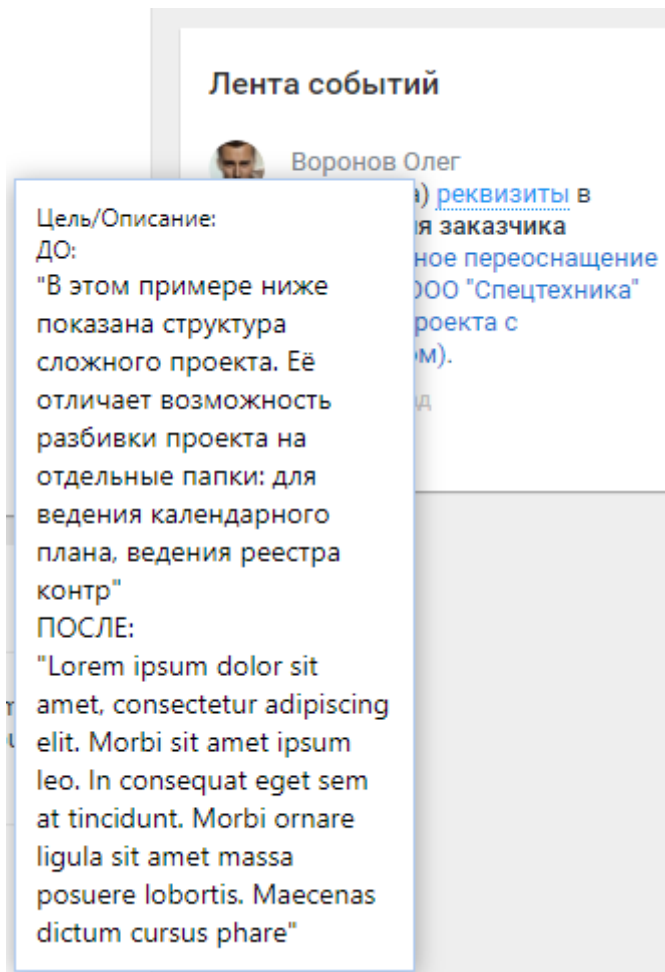 Лента событий
Воронов Олег
реквизиты в
заказчика
переоснащение
"Спецтехника"
с
Цель/Описание:
ДО:
"В этом примере ниже
показана структура
сложного проекта. Её
отличает возможность
разбивки проекта на
отдельные папки: для
ведения календарного
плана, ведения реестра
контр"
ПОСЛЕ:
"Lorem ipsum dolor sit
amet, consectetur adipiscing
elit. Morbi sit amet ipsum
leo. In consequat eget sem
at tincidunt. Morbi ornare
ligula sit amet massa
posuere lobortis. Maecenas
dictum cursus phare"